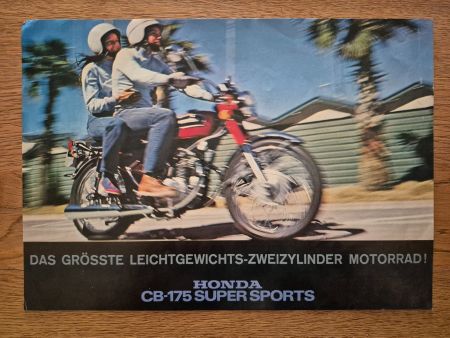 DAS GRÖSSTE LEICHTGEWICHTS-ZWEIZYLINDER MOTORRAD!
HONDA
CB-175 SUPER SPORTS